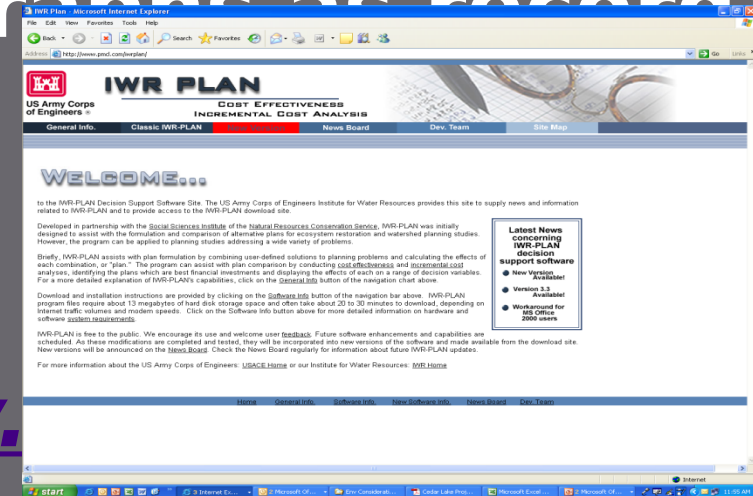 IWR Plan - Microsoft Internet Explorer
File Edit View Favorites Tools Help
Back Search Favorites
Address http://www.pmcl.com/iwrplan/ Go Links
US Army Corps
of Engineers ®
IWR PLAN
COST EFFECTIVENESS
INCREMENTAL COST ANALYSIS
General Info. Classic IWR-PLAN News Board Dev. Team Site Map
WELCOME...
to the IWR-PLAN Decision Support Software Site. The US Army Corps of Engineers Institute for Water Resources provides this site to supply news and information
related to IWR-PLAN and to provide access to the IWR-PLAN download site.
Developed in partnership with the Social Sciences Institute of the Natural Resources Conservation Service, IWR-PLAN was initially
designed to assist with the formulation and comparison of alternative plans for ecosystem restoration and watershed planning studies.
However, the program can be applied to planning studies addressing a wide variety of problems.
Briefly, IWR-PLAN assists with plan formulation by combining user-defined solutions to planning problems and calculating the effects of
each combination, or "plan." The program can assist with plan comparison by conducting cost effectiveness and incremental cost
analyses, identifying the plans which are best financial investments and displaying the effects of each on a range of decision variables.
For a more detailed explanation of IWR-PLAN's capabilities, click on the General Info button of the navigation chart above.
Download and installation instructions are provided by clicking on the Software Info button of the navigation bar above. IWR-PLAN
program files require about 13 megabytes of hard disk storage space and often take about 20 to 30 minutes to download, depending on
Internet traffic volumes and modem speeds. Click on the Software Info button above for more detailed information on hardware and
software system requirements.
IWR-PLAN is free to the public. We encourage its use and welcome user feedback. Future software enhancements and capabilities are
scheduled. As these modifications are completed and tested, they will be incorporated into new versions of the software and made available from the download site.
New versions will be announced on the News Board. Check the News Board regularly for information about future IWR-PLAN updates.
For more information about the US Army Corps of Engineers: USACE Home or our Institute for Water Resources: IWR Home
Latest News
concerning
IWR-PLAN
decision
support software
New Version
Available!
Version 3.3
Available!
Workaround for
MS Office
2000 users
Home General Info. Software Info. New Software Info. News Board Dev. Team
Internet
start 3 Internet Ex... 2 Microsoft Of... Env Considerati... Cedar Lake Proj... Microsoft Excel... 2 Microsoft Of... 11:55 AM